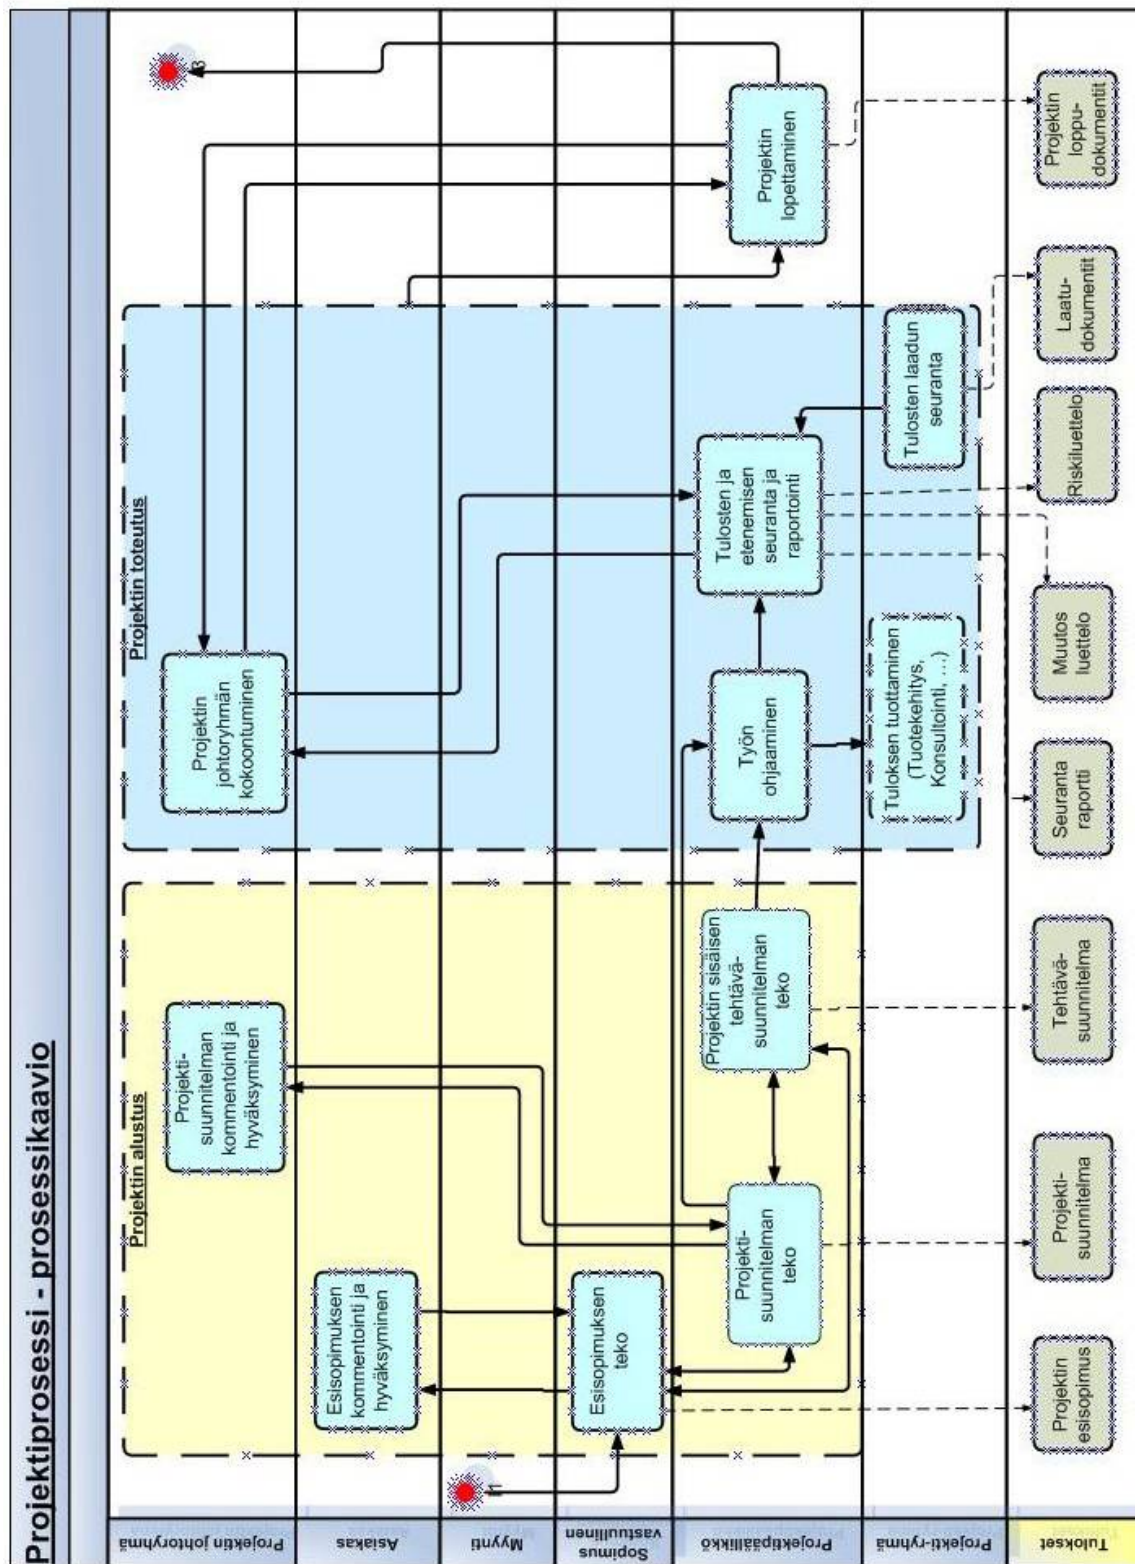 Projektiprosessi - prosessikaavio
Projektin johtoryhmä
Asiakas
Myynti
Sopimus
vastuullinen
Projektipäällikkö
Projekti-ryhmä
Tulokset
Projektin alustus
Projekti-
suunnitelman
kommentointi ja
hyväksyminen
Esisopimuksen
kommentointi ja
hyväksyminen
Esisopimuksen
teko
Projekti-
suunnitelman
teko
Projektin sisäisen
tehtävä-
suunnitelman
teko
Projektin toteutus
Projektin
johtoryhmän
kokoontuminen
Työn
ohjaaminen
Tulosten ja
etenemisen
seuranta ja
raportointi
Tuloksen tuottaminen
(Tuotekehitys,
Konsultointi, …)
Tulosten laadun
seuranta
Projektin
lopettaminen
Projektin
esisopimus
Projekti-
suunnitelma
Tehtävä-
suunnitelma
Seuranta
raportti
Muutos
luettelo
Riskiluettelo
Laatu-
dokumentit
Projektin
loppu-
dokumentit